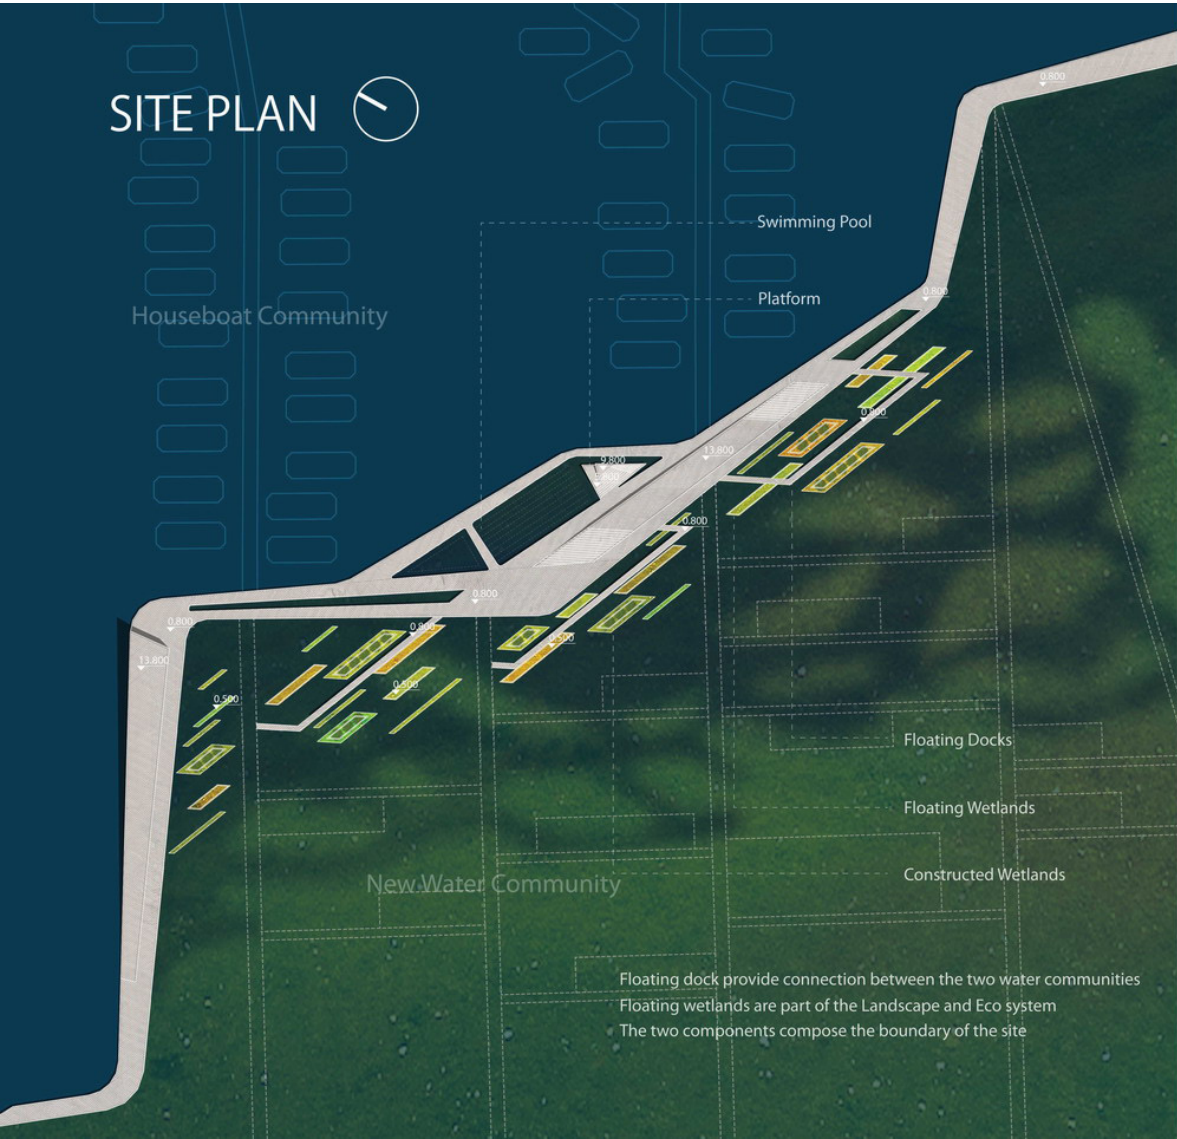 SITE PLAN
0.800
Swimming Pool
0.800
Platform
Houseboat Community
0.800
13.800
9.800
0.800
0.800
0.800
0.800
0.500
13.800
0.500
0.500
Floating Docks
Floating Wetlands
Constructed Wetlands
New Water Community
Floating dock provide connection between the two water communities
Floating wetlands are part of the Landscape and Eco system
The two components compose the boundary of the site